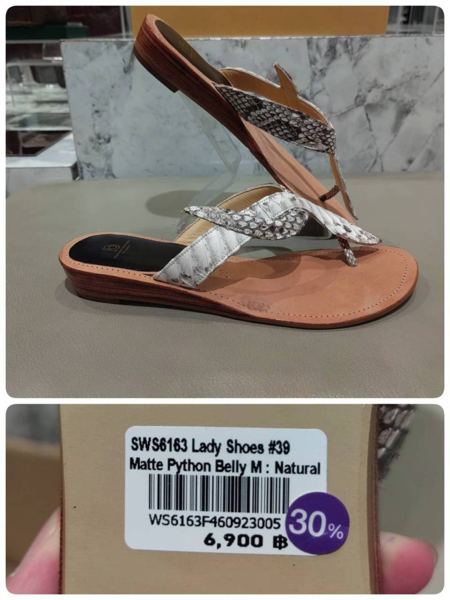 SWS6163 Lady Shoes #39
Matte Python Belly M : Natural
WS6163F460923005
30%
6,900 ฿